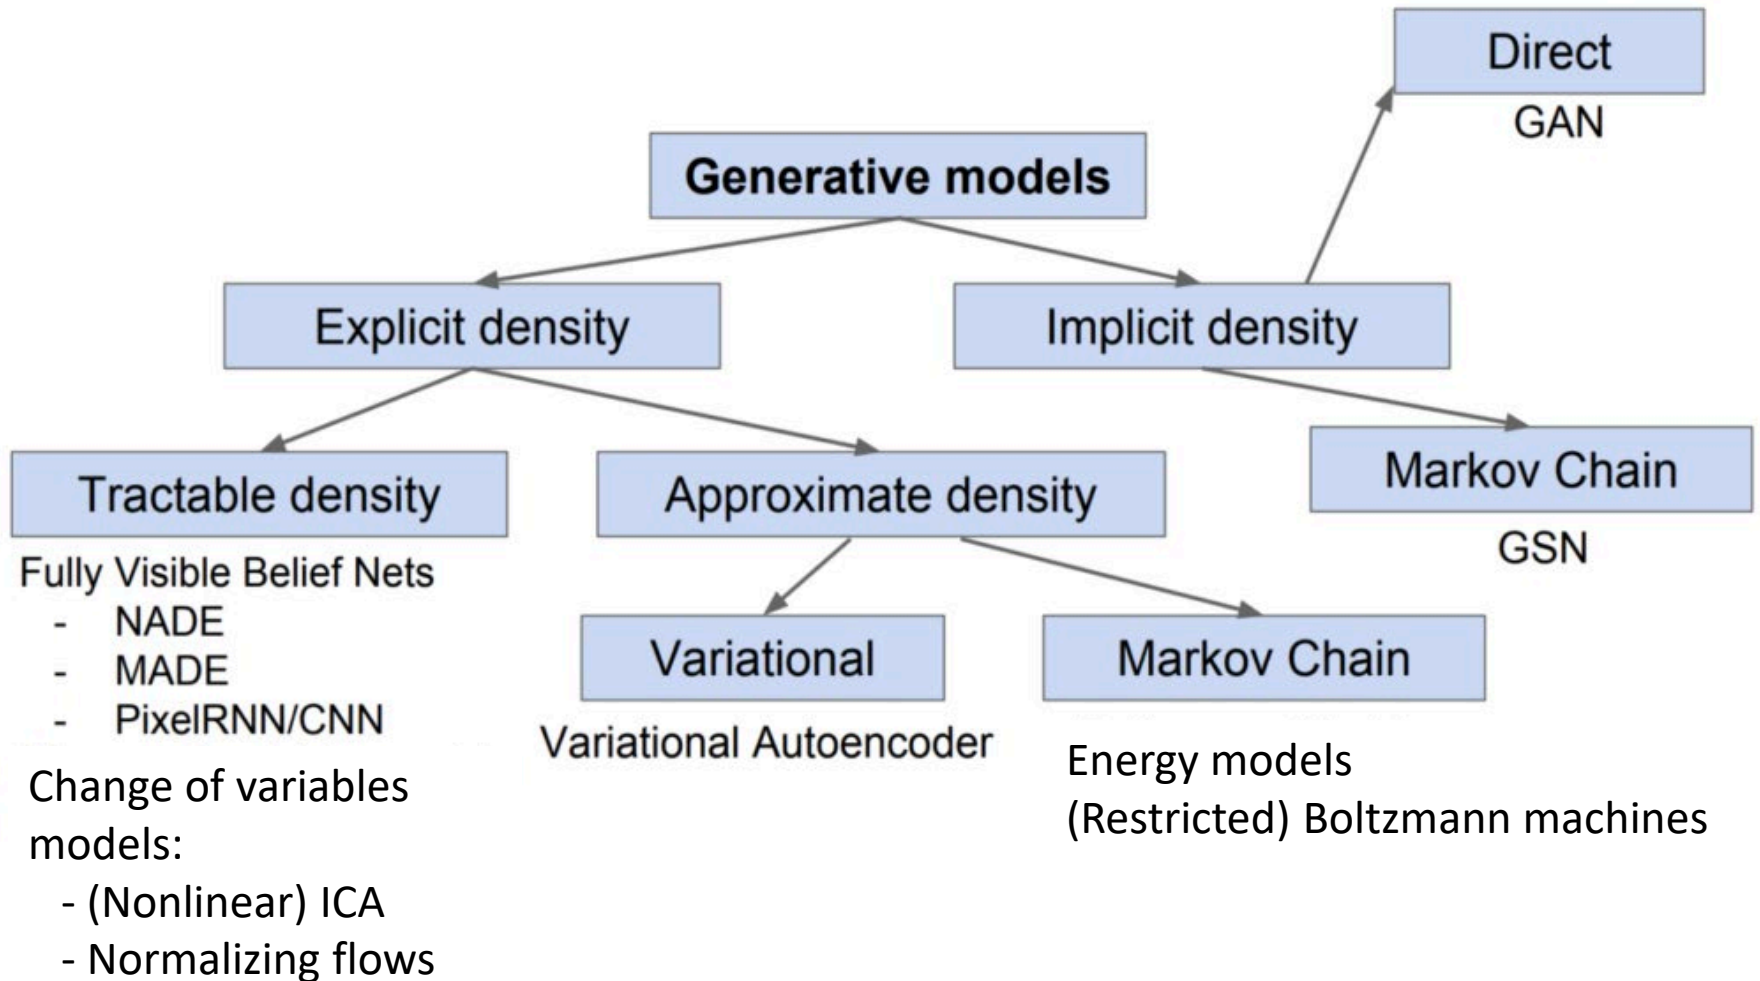 Direct
GAN
Generative models
Explicit density
Implicit density
Tractable density
Approximate density
Markov Chain
GSN
Fully Visible Belief Nets
- NADE
- MADE
- PixelRNN/CNN
Variational
Markov Chain
Variational Autoencoder
Energy models
(Restricted) Boltzmann machines
Change of variables
models:
- (Nonlinear) ICA
- Normalizing flows